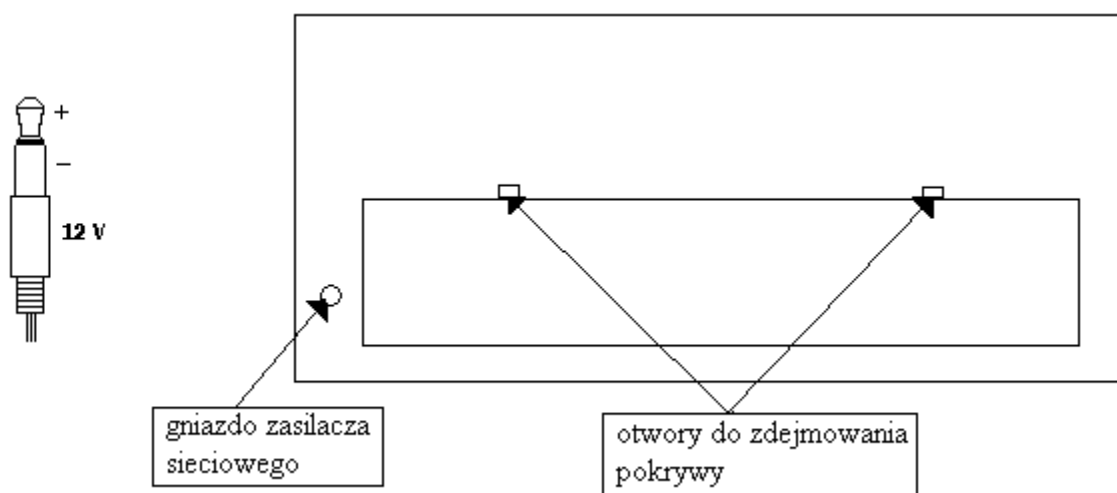 +
–
12 V
gniazdo zasilacza
sieciowego
otwory do zdejmowania
pokrywy